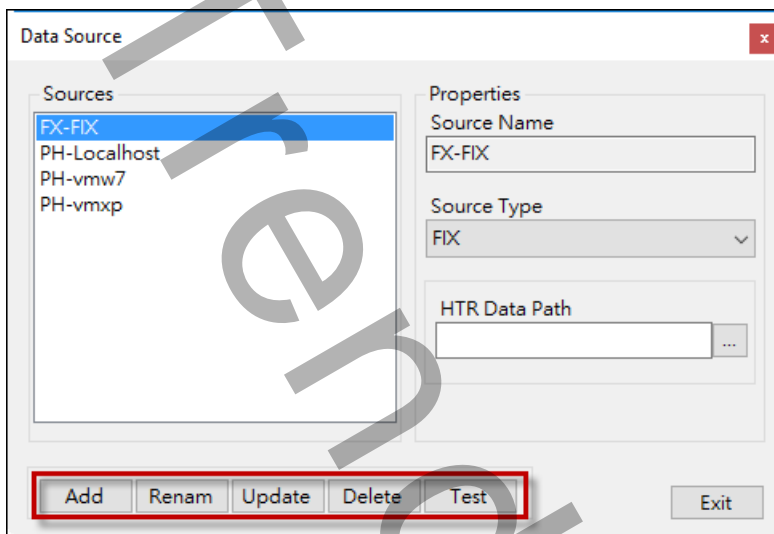 Data Source
x
Sources
FX-FIX
PH-Localhost
PH-vmw7
PH-vmxp
Properties
Source Name
FX-FIX
Source Type
FIX
HTR Data Path
...
Add Renam Update Delete Test
Exit
Trend